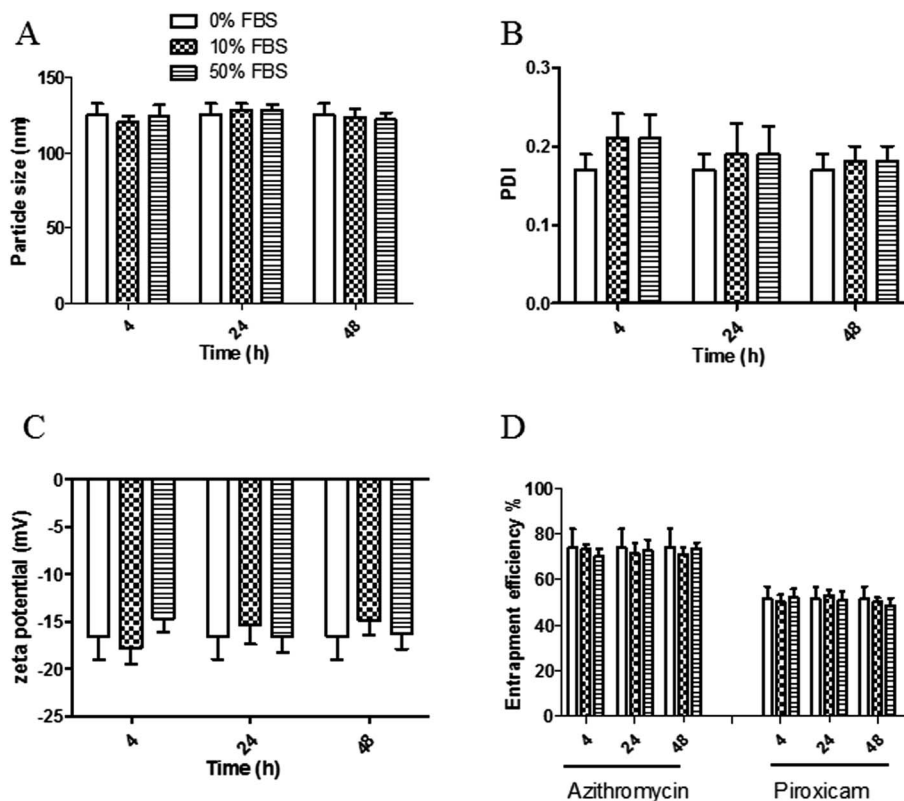 A
0% FBS
10% FBS
50% FBS
Particle size (nm)
150
100
50
0
4
24
48
Time (h)
B
PDI
0.3
0.2
0.1
0.0
4
24
48
Time (h)
C
zeta potential (mV)
0
-5
-10
-15
-20
-25
4
24
48
Time (h)
D
Entrapment efficiency %
100
80
60
40
20
0
4
24
48
4
24
48
Azithromycin
Piroxicam